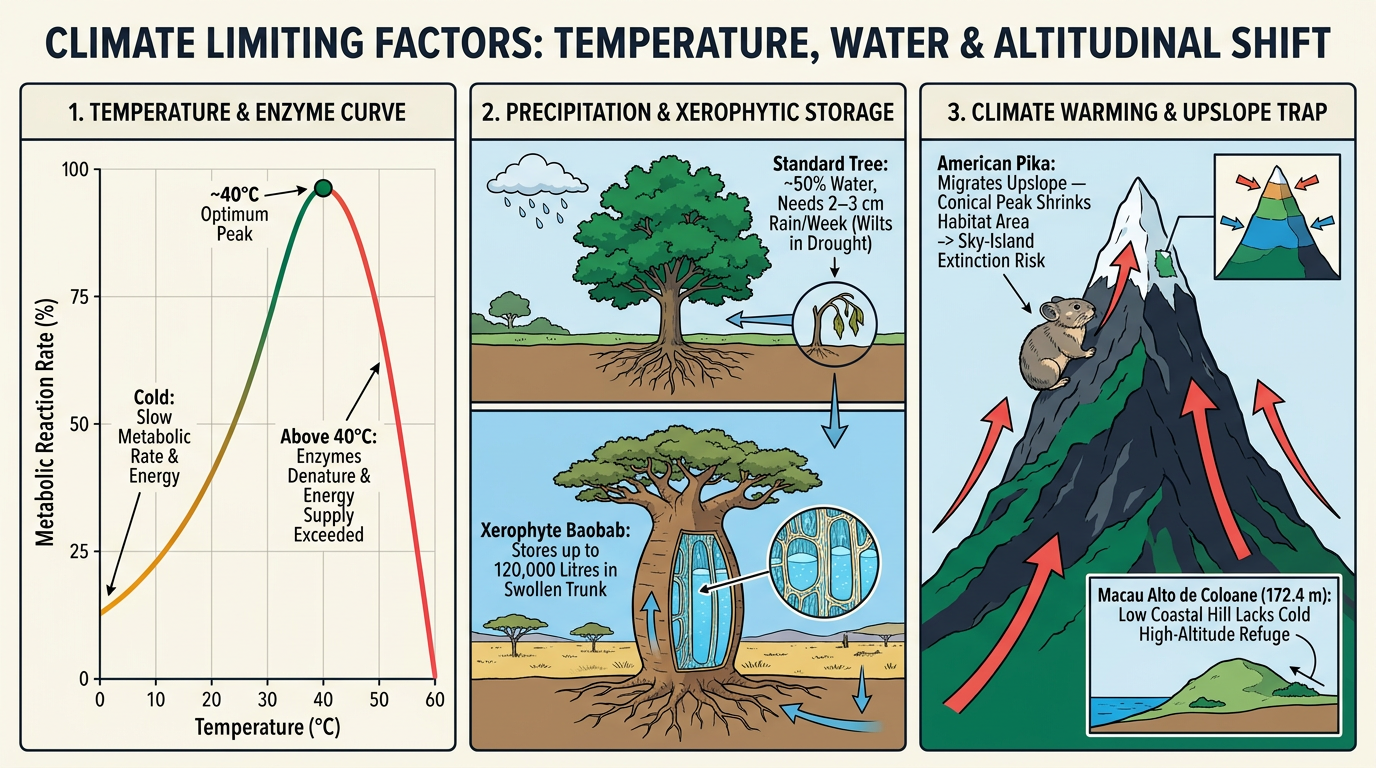 CLIMATE LIMITING FACTORS: TEMPERATURE, WATER & ALTITUDINAL SHIFT
1. TEMPERATURE & ENZYME CURVE
Metabolic Reaction Rate (%)
100
75
50
25
0
~40°C
Optimum
Peak
Cold:
Slow
Metabolic
Rate &
Energy
Above 40°C:
Enzymes
Denature &
Energy
Supply
Exceeded
0 10 20 30 40 50 60
Temperature (°C)
2. PRECIPITATION & XEROPHYTIC STORAGE
Standard Tree:
~50% Water,
Needs 2–3 cm
Rain/Week (Wilts
in Drought)
Xerophyte Baobab:
Stores up to
120,000 Litres in
Swollen Trunk
3. CLIMATE WARMING & UPSLOPE TRAP
American Pika:
Migrates Upslope —
Conical Peak Shrinks
Habitat Area
–> Sky-Island
Extinction Risk
Macau Alto de Coloane (172.4 m):
Low Coastal Hill Lacks Cold
High-Altitude Refuge